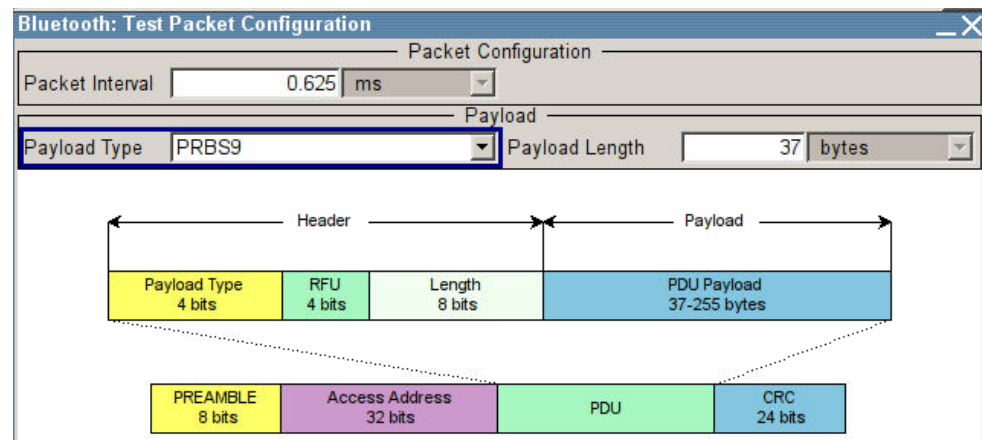 Bluetooth: Test Packet Configuration
Packet Configuration
Packet Interval 0.625 ms
Payload
Payload Type PRBS9 Payload Length 37 bytes
Header Payload
Payload Type RFU Length PDU Payload
4 bits 4 bits 8 bits 37-255 bytes
PREAMBLE Access Address PDU CRC
8 bits 32 bits 24 bits